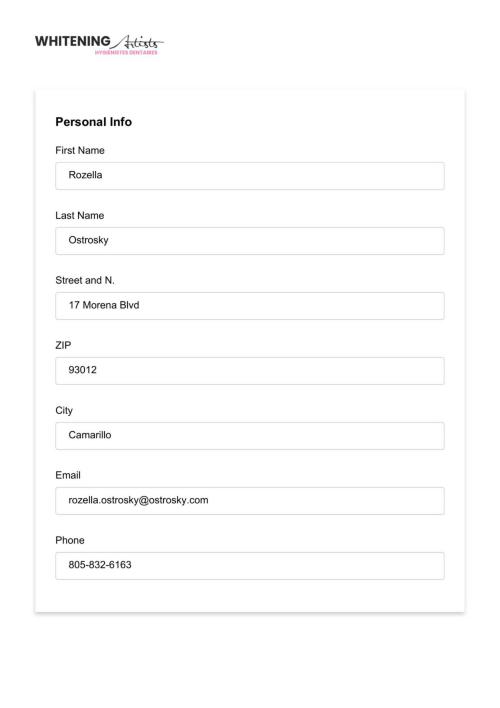 WHITENING Artists
HYGIÉNISTES DENTAIRES
Personal Info
First Name
Rozella
Last Name
Ostrosky
Street and N.
17 Morena Blvd
ZIP
93012
City
Camarillo
Email
rozella.ostrosky@ostrosky.com
Phone
805-832-6163